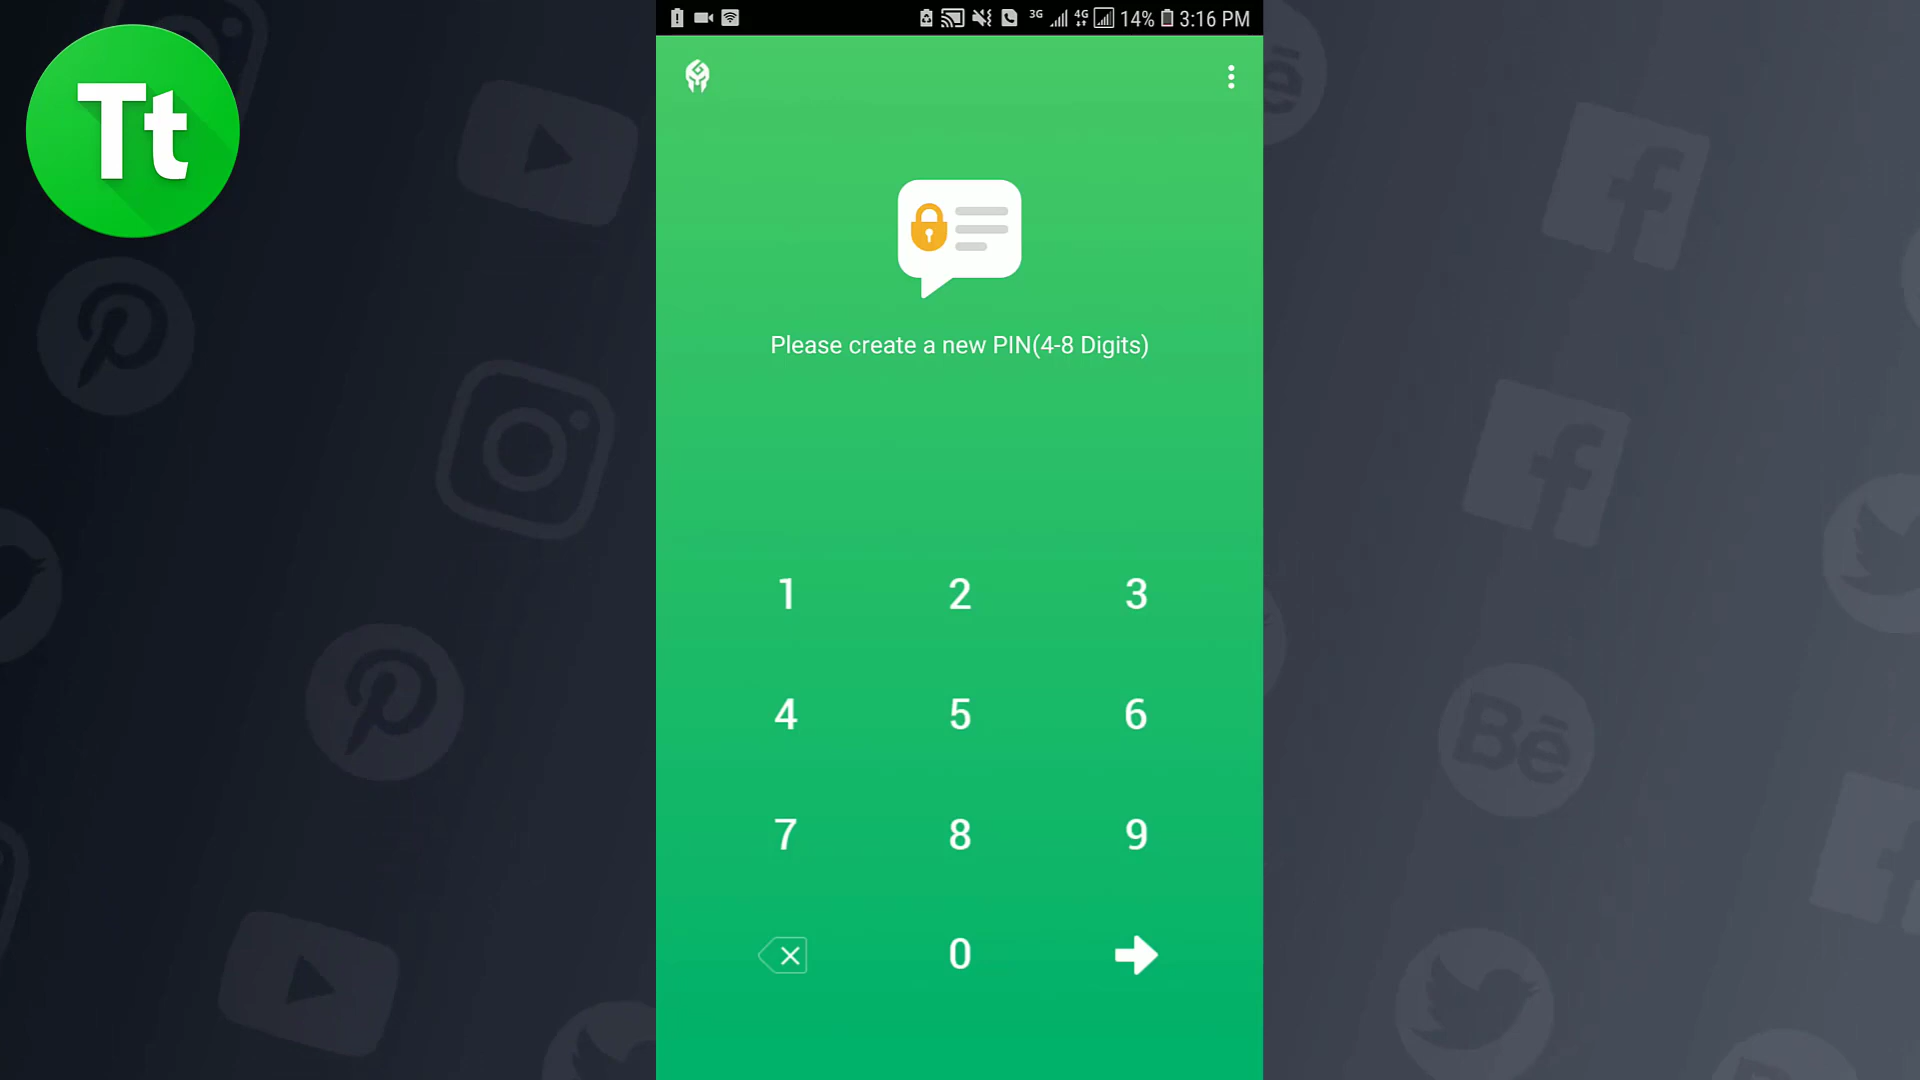 Tt
3G 4G 14% 3:16 PM
Please create a new PIN(4-8 Digits)
1 2 3
4 5 6
7 8 9
0
Bē